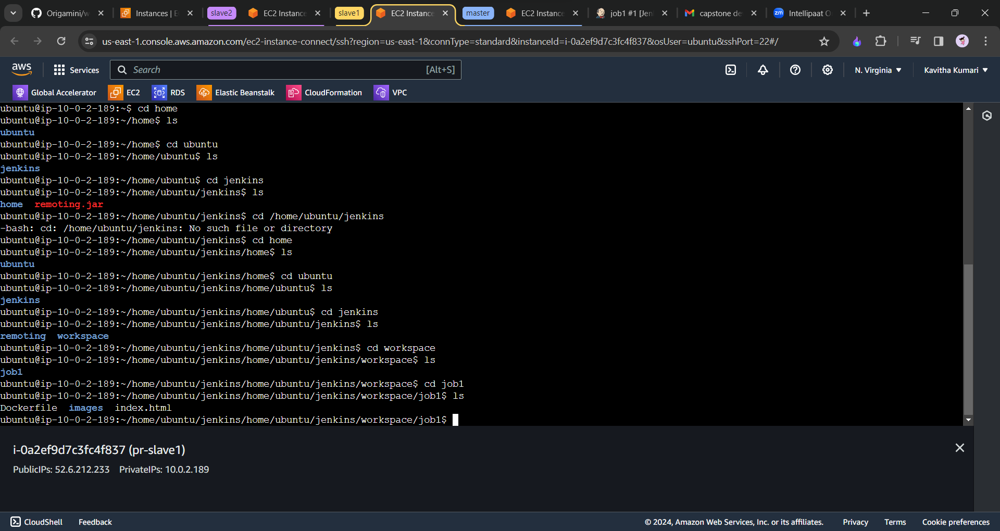 Origamini/w
Instances | E
slave2
EC2 Instance
slave1
EC2 Instance
master
EC2 Instance
job1 #1 [Jen
capstone de
zm
Intellipaat O
us-east-1.console.aws.amazon.com/ec2-instance-connect/ssh?region=us-east-1&connType=standard&instanceId=i-0a2ef9d7c3fc4f837&osUser=ubuntu&sshPort=22#/
aws
Services
Search
[Alt+S]
N. Virginia
Kavitha Kumari
Global Accelerator
EC2
RDS
Elastic Beanstalk
CloudFormation
VPC
ubuntu@ip-10-0-2-189:~$ cd home
ubuntu@ip-10-0-2-189:~/home$ ls
ubuntu
ubuntu@ip-10-0-2-189:~/home$ cd ubuntu
ubuntu@ip-10-0-2-189:~/home/ubuntu$ ls
jenkins
ubuntu@ip-10-0-2-189:~/home/ubuntu$ cd jenkins
ubuntu@ip-10-0-2-189:~/home/ubuntu/jenkins$ ls
home  remoting.jar
ubuntu@ip-10-0-2-189:~/home/ubuntu/jenkins$ cd /home/ubuntu/jenkins
-bash: cd: /home/ubuntu/jenkins: No such file or directory
ubuntu@ip-10-0-2-189:~/home/ubuntu/jenkins$ cd home
ubuntu@ip-10-0-2-189:~/home/ubuntu/jenkins/home$ ls
ubuntu
ubuntu@ip-10-0-2-189:~/home/ubuntu/jenkins/home$ cd ubuntu
ubuntu@ip-10-0-2-189:~/home/ubuntu/jenkins/home/ubuntu$ ls
jenkins
ubuntu@ip-10-0-2-189:~/home/ubuntu/jenkins/home/ubuntu$ cd jenkins
ubuntu@ip-10-0-2-189:~/home/ubuntu/jenkins/home/ubuntu/jenkins$ ls
remoting  workspace
ubuntu@ip-10-0-2-189:~/home/ubuntu/jenkins/home/ubuntu/jenkins$ cd workspace
ubuntu@ip-10-0-2-189:~/home/ubuntu/jenkins/home/ubuntu/jenkins/workspace$ ls
job1
ubuntu@ip-10-0-2-189:~/home/ubuntu/jenkins/home/ubuntu/jenkins/workspace$ cd job1
ubuntu@ip-10-0-2-189:~/home/ubuntu/jenkins/home/ubuntu/jenkins/workspace/job1$ ls
Dockerfile  images  index.html
ubuntu@ip-10-0-2-189:~/home/ubuntu/jenkins/home/ubuntu/jenkins/workspace/job1$
i-0a2ef9d7c3fc4f837 (pr-slave1)
PublicIPs: 52.6.212.233  PrivateIPs: 10.0.2.189
CloudShell
Feedback
© 2024, Amazon Web Services, Inc. or its affiliates.
Privacy
Terms
Cookie preferences